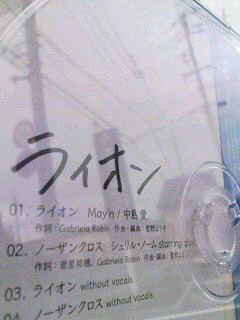 ライオン
01. ライオン May'n / 中島 愛
作詞：Gabriela Robin 作曲・編曲：菅野よう子
02. ノーザンクロス シェリル・ノーム starring May'
作詞：岩里祐穂、Gabriela Robin 作曲・編曲：菅野よう
03. ライオン without vocals
04. ノーザンクロス without vocals